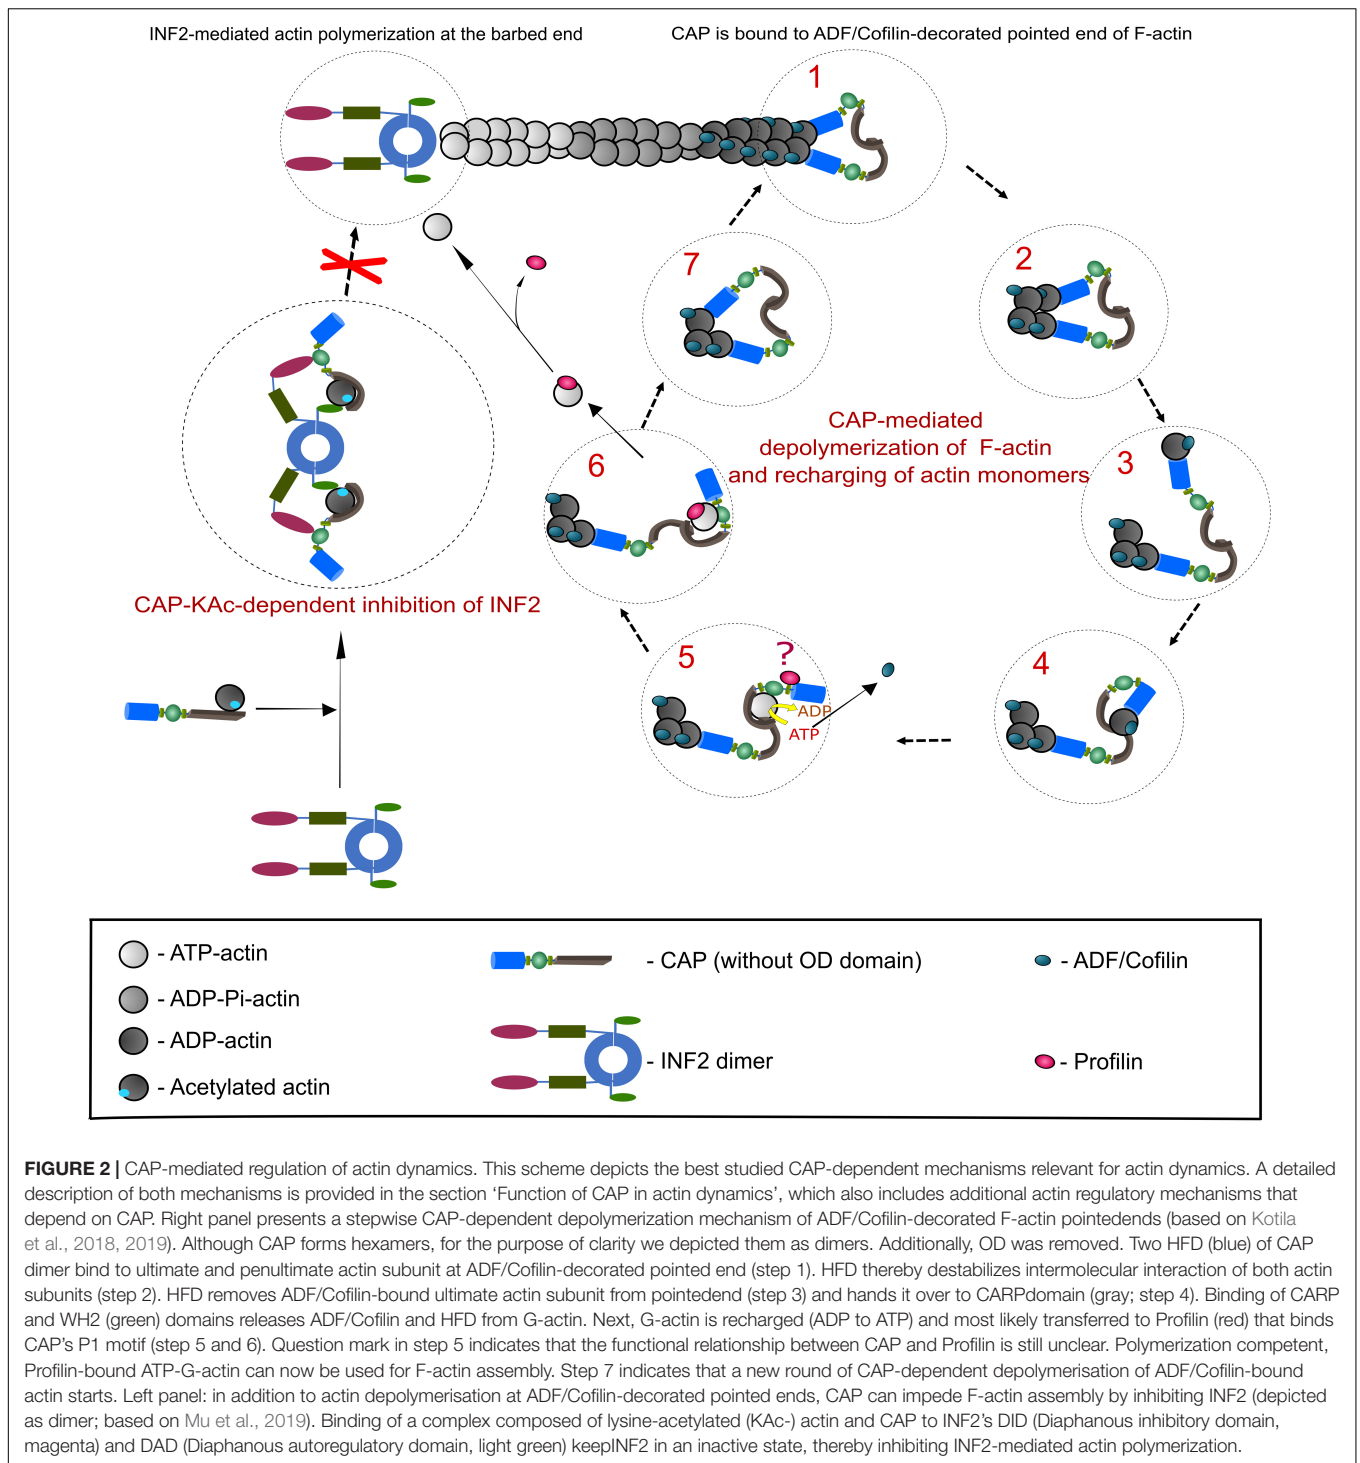 INF2-mediated actin polymerization at the barbed end
CAP is bound to ADF/Cofilin-decorated pointed end of F-actin
1
2
7
CAP-mediated
depolymerization of F-actin
and recharging of actin monomers
3
6
CAP-KAc-dependent inhibition of INF2
5
?
4
ADP
ATP
- ATP-actin
- ADP-Pi-actin
- ADP-actin
- Acetylated actin
- CAP (without OD domain)
- INF2 dimer
- ADF/Cofilin
- Profilin
FIGURE 2 | CAP-mediated regulation of actin dynamics. This scheme depicts the best studied CAP-dependent mechanisms relevant for actin dynamics. A detailed
description of both mechanisms is provided in the section ‘Function of CAP in actin dynamics’, which also includes additional actin regulatory mechanisms that
depend on CAP. Right panel presents a stepwise CAP-dependent depolymerization mechanism of ADF/Cofilin-decorated F-actin pointedends (based on Kotila
et al., 2018, 2019). Although CAP forms hexamers, for the purpose of clarity we depicted them as dimers. Additionally, OD was removed. Two HFD (blue) of CAP
dimer bind to ultimate and penultimate actin subunit at ADF/Cofilin-decorated pointed end (step 1). HFD thereby destabilizes intermolecular interaction of both actin
subunits (step 2). HFD removes ADF/Cofilin-bound ultimate actin subunit from pointedend (step 3) and hands it over to CARPdomain (gray; step 4). Binding of CARP
and WH2 (green) domains releases ADF/Cofilin and HFD from G-actin. Next, G-actin is recharged (ADP to ATP) and most likely transferred to Profilin (red) that binds
CAP’s P1 motif (step 5 and 6). Question mark in step 5 indicates that the functional relationship between CAP and Profilin is still unclear. Polymerization competent,
Profilin-bound ATP-G-actin can now be used for F-actin assembly. Step 7 indicates that a new round of CAP-dependent depolymerisation of ADF/Cofilin-bound
actin starts. Left panel: in addition to actin depolymerisation at ADF/Cofilin-decorated pointed ends, CAP can impede F-actin assembly by inhibiting INF2 (depicted
as dimer; based on Mu et al., 2019). Binding of a complex composed of lysine-acetylated (KAc-) actin and CAP to INF2’s DID (Diaphanous inhibitory domain,
magenta) and DAD (Diaphanous autoregulatory domain, light green) keepINF2 in an inactive state, thereby inhibiting INF2-mediated actin polymerization.